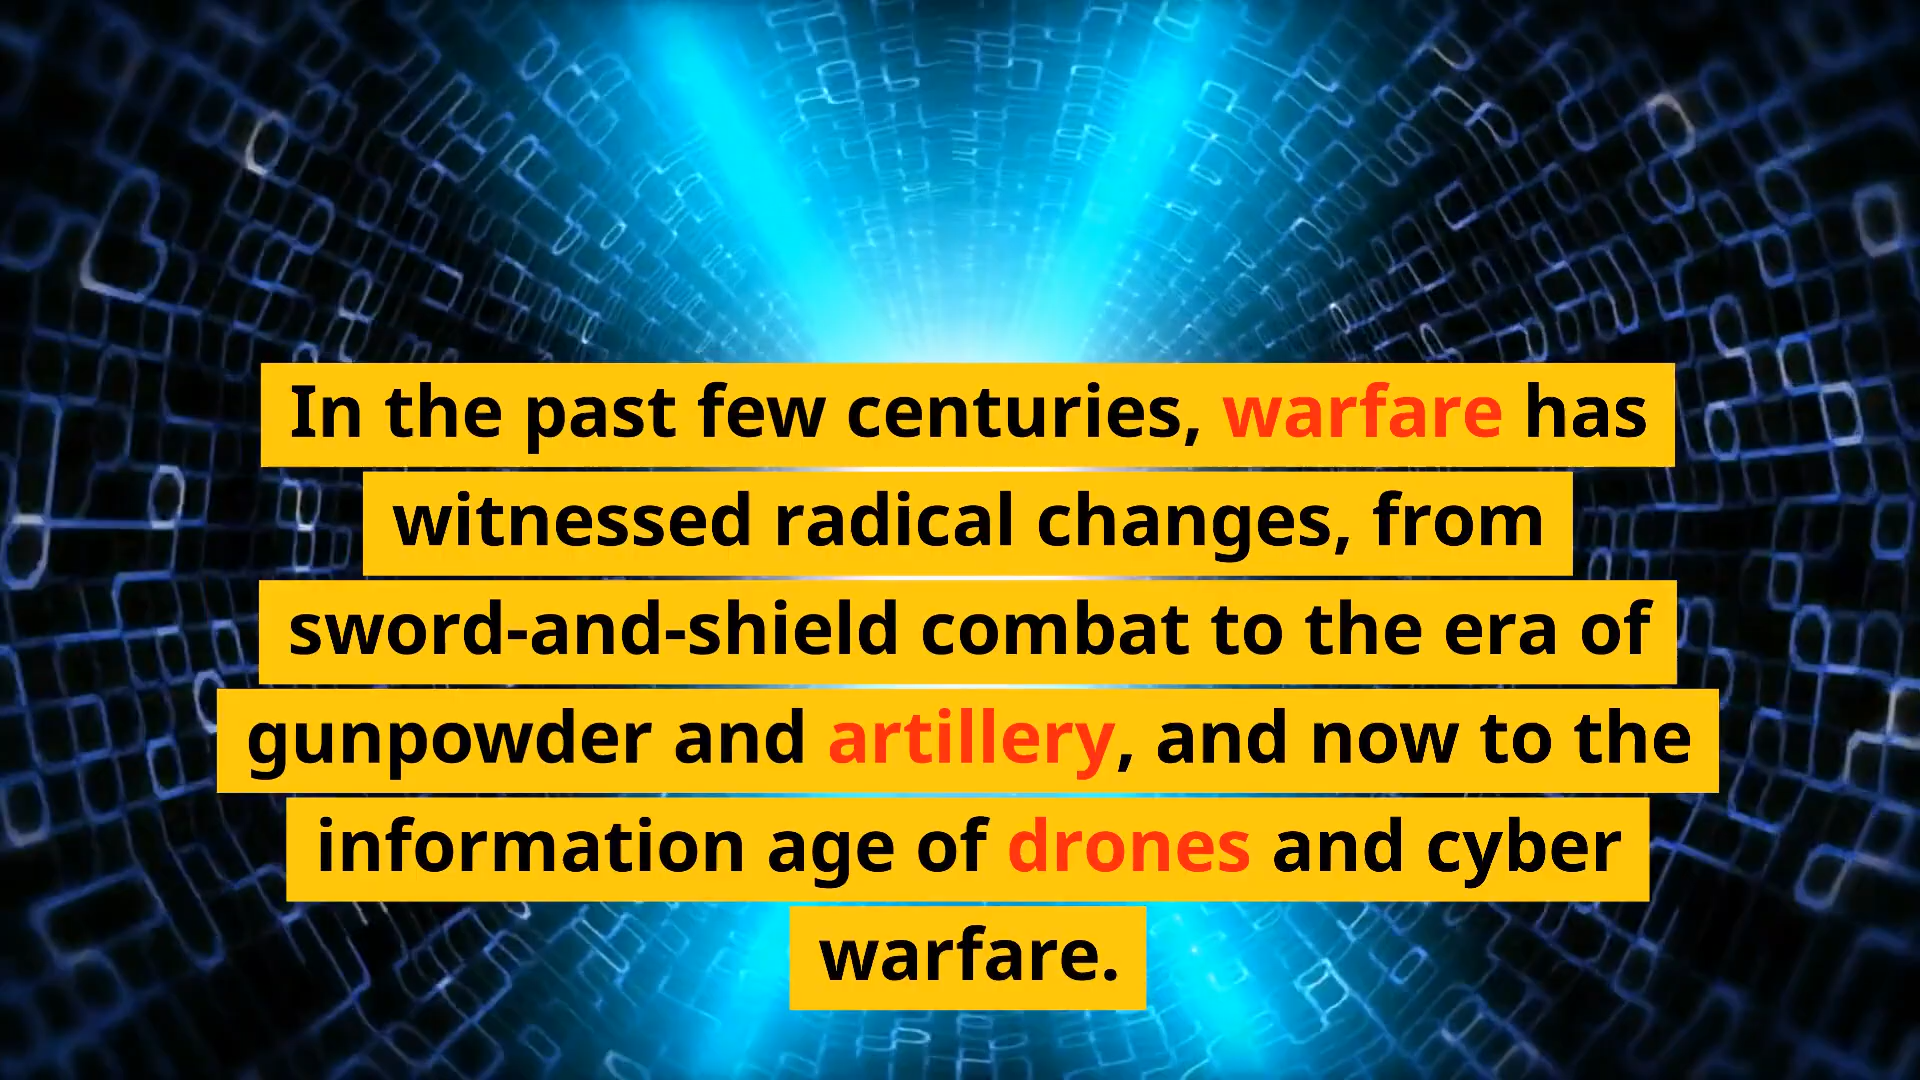 In the past few centuries, warfare has
witnessed radical changes, from
sword-and-shield combat to the era of
gunpowder and artillery, and now to the
information age of drones and cyber
warfare.